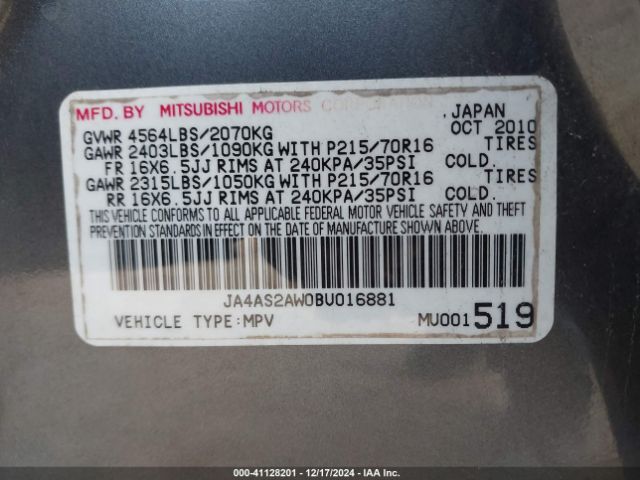 MFD. BY MITSUBISHI MOTORS CORPORATION. JAPAN
GVWR 4564LBS/2070KG OCT 2010
GAWR 2403LBS/1090KG WITH P215/70R16 TIRES
FR 16X6.5JJ RIMS AT 240KPA/35PSI COLD.
GAWR 2315LBS/1050KG WITH P215/70R16 TIRES
RR 16X6.5JJ RIMS AT 240KPA/35PSI COLD.
THIS VEHICLE CONFORMS TO ALL APPLICABLE FEDERAL MOTOR VEHICLE SAFETY AND THEFT
PREVENTION STANDARDS IN EFFECT ON THE DATE OF MANUFACTURE SHOWN ABOVE.
JA4AS2AW0BU016881
VEHICLE TYPE:MPV MU001519
000-41128201 - 12/17/2024 - IAA Inc.